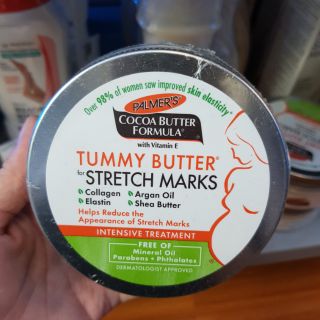 Over 98% of women saw improved skin elasticity*
PALMER'S®
COCOA BUTTER
FORMULA®
with Vitamin E
TUMMY BUTTER®
for STRETCH MARKS
• Collagen • Argan Oil
• Elastin • Shea Butter
Helps Reduce the
Appearance of Stretch Marks
INTENSIVE TREATMENT
FREE OF
Mineral Oil
Parabens • Phthalates
DERMATOLOGIST APPROVED